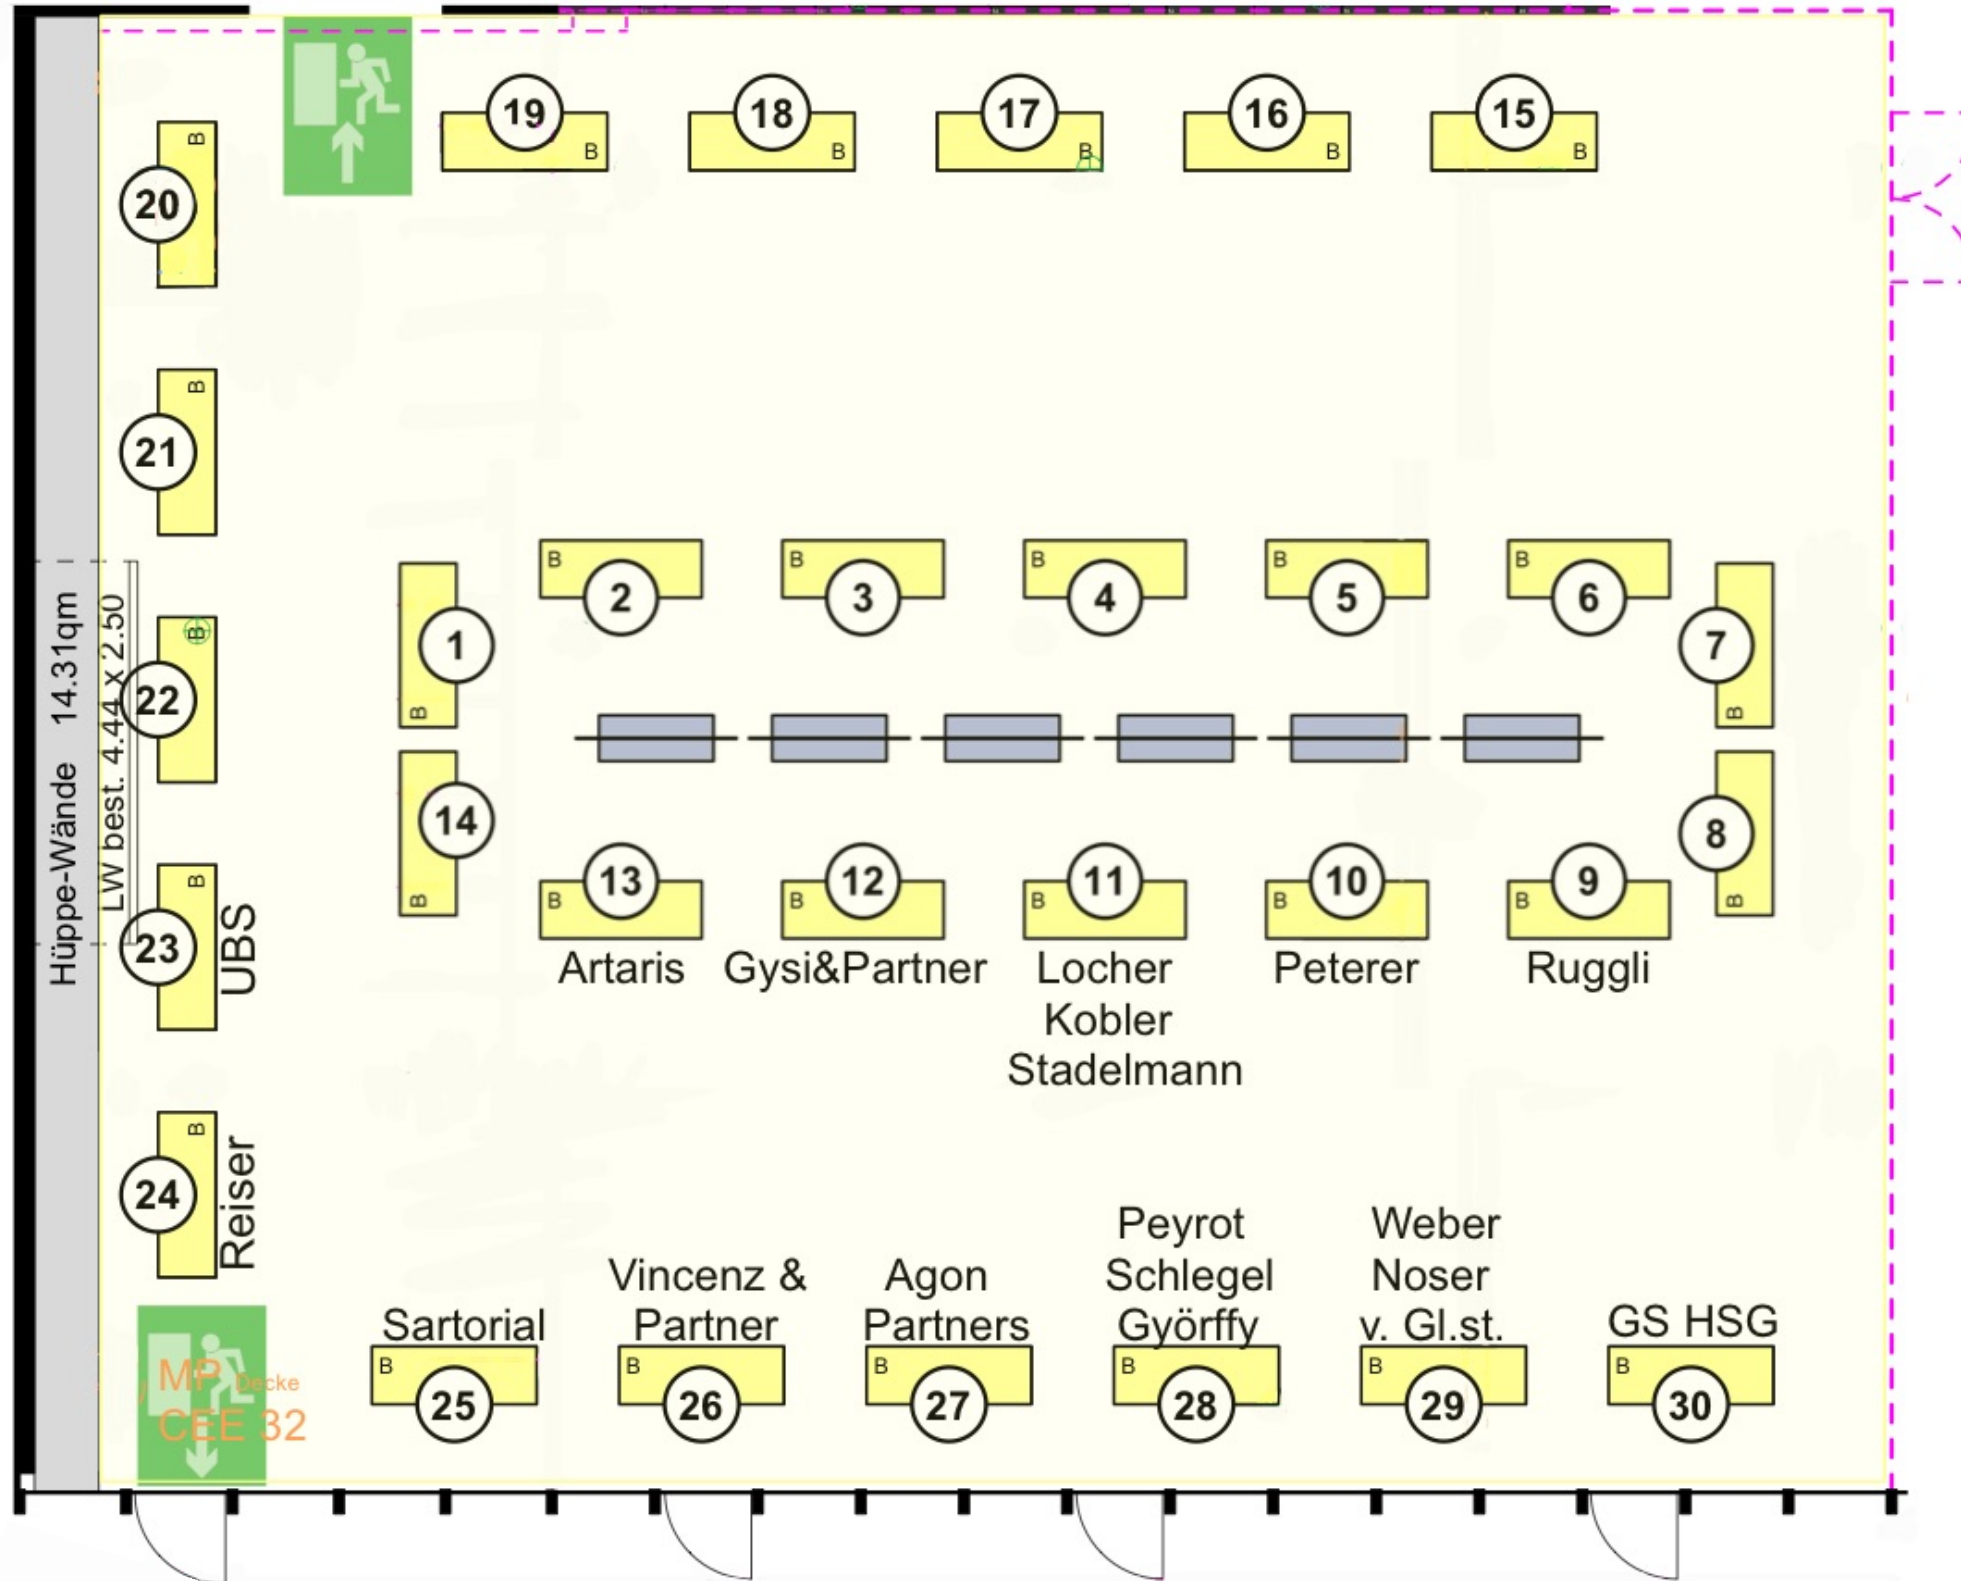 19
18
17
16
15
B
B
B
B
B
B
20
B
21
B
2
B
3
B
4
B
5
B
6
1
B
7
B
Hüppe-Wände 14.31qm
LW best. 4.44 x 2.50
B
22
14
B
8
B
13
12
11
10
9
B
B
B
B
B
B
23
UBS
Artaris
Gysi&Partner
Locher
Kobler
Stadelmann
Peterer
Ruggli
B
24
Reiser
Sartorial
Vincenz &
Partner
Agon
Partners
Peyrot
Schlegel
Györffy
Weber
Noser
v. Gl.st.
GS HSG
MP Decke
CEE 32
B
25
B
26
B
27
B
28
B
29
B
30